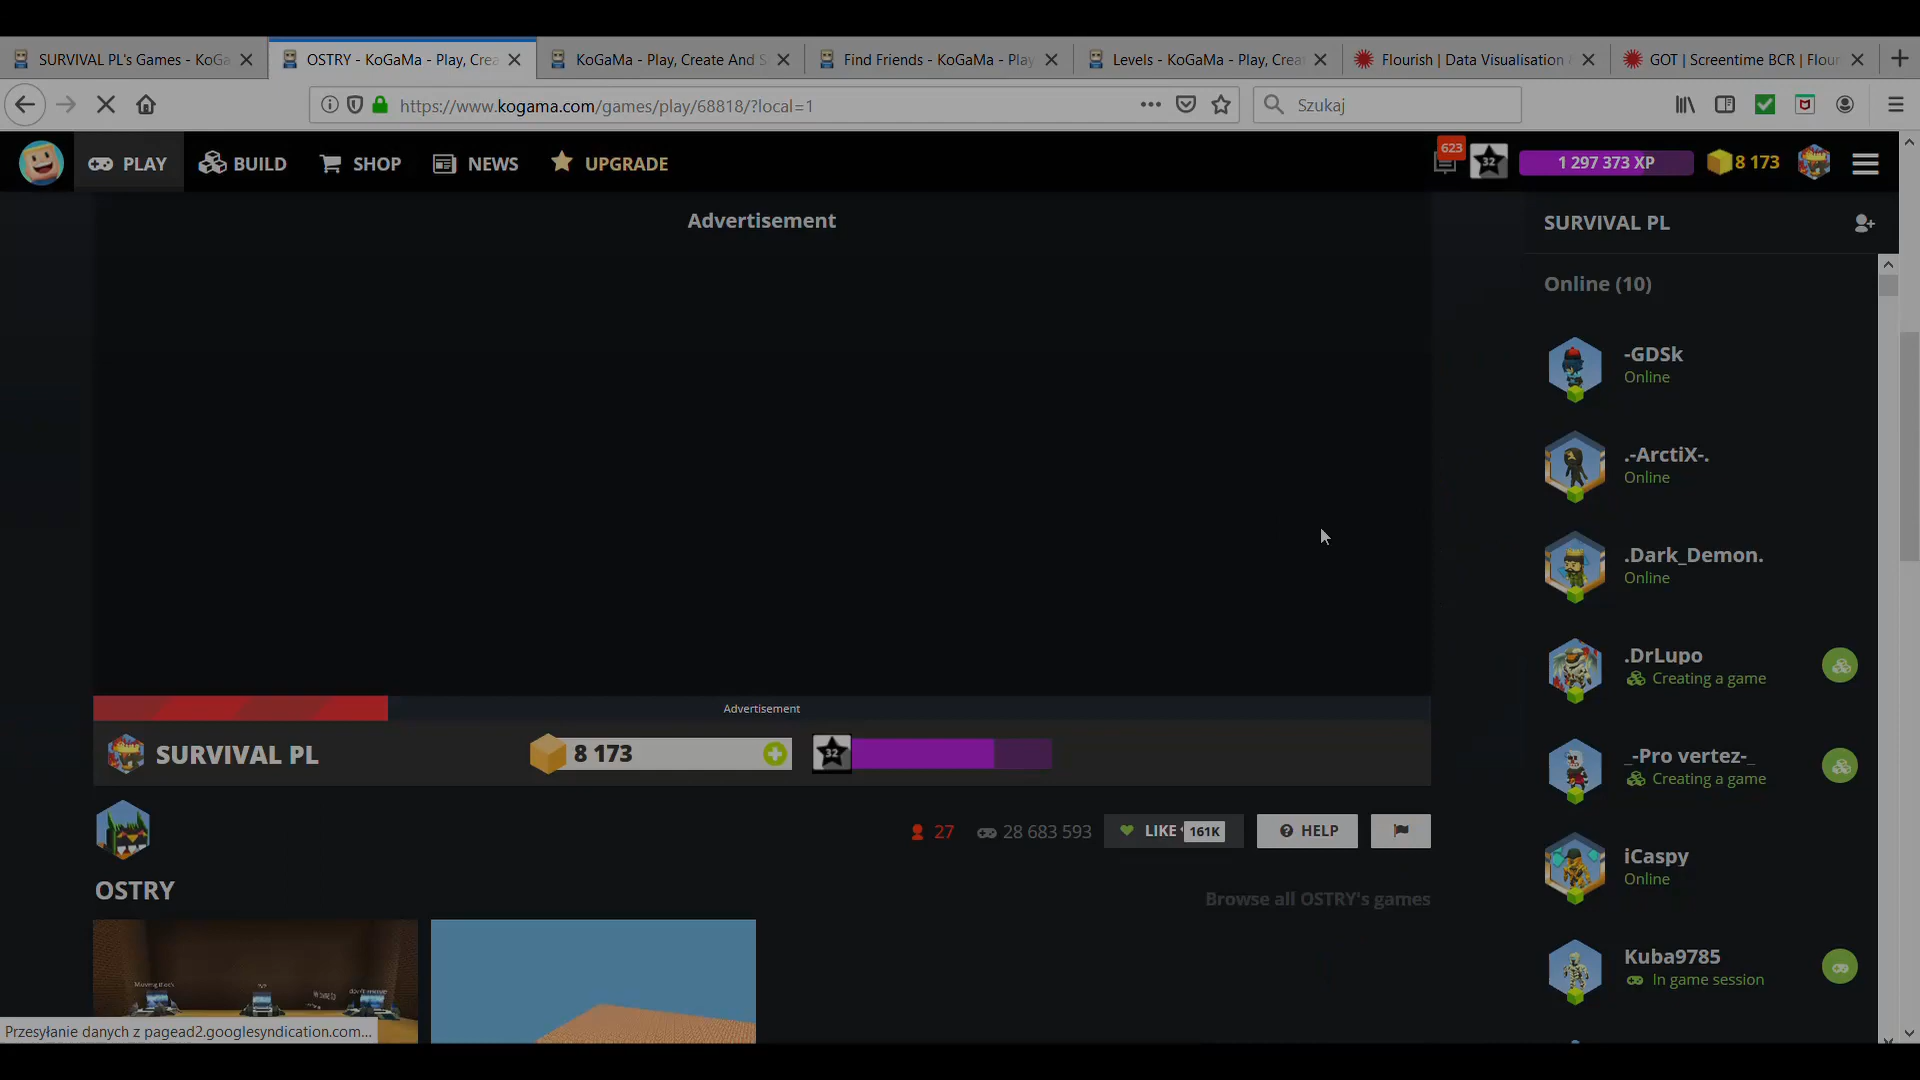 SURVIVAL PL's Games - KoGa
OSTRY - KoGaMa - Play, Crea
KoGaMa - Play, Create And S
Find Friends - KoGaMa - Play
Levels - KoGaMa - Play, Crea
Flourish | Data Visualisation
GOT | Screentime BCR | Flour
https://www.kogama.com/games/play/68818/?local=1
Szukaj
PLAY
BUILD
SHOP
NEWS
UPGRADE
623
32
1 297 373 XP
8 173
Advertisement
SURVIVAL PL
Online (10)
-GDSk
Online
.-ArctiX-.
Online
.Dark_Demon.
Online
.DrLupo
Creating a game
_-Pro vertez-_
Creating a game
iCaspy
Online
Kuba9785
In game session
Advertisement
SURVIVAL PL
8 173
32
27
28 683 593
LIKE
161K
HELP
OSTRY
Browse all OSTRY's games
Przesyłanie danych z pagead2.googlesyndication.com...